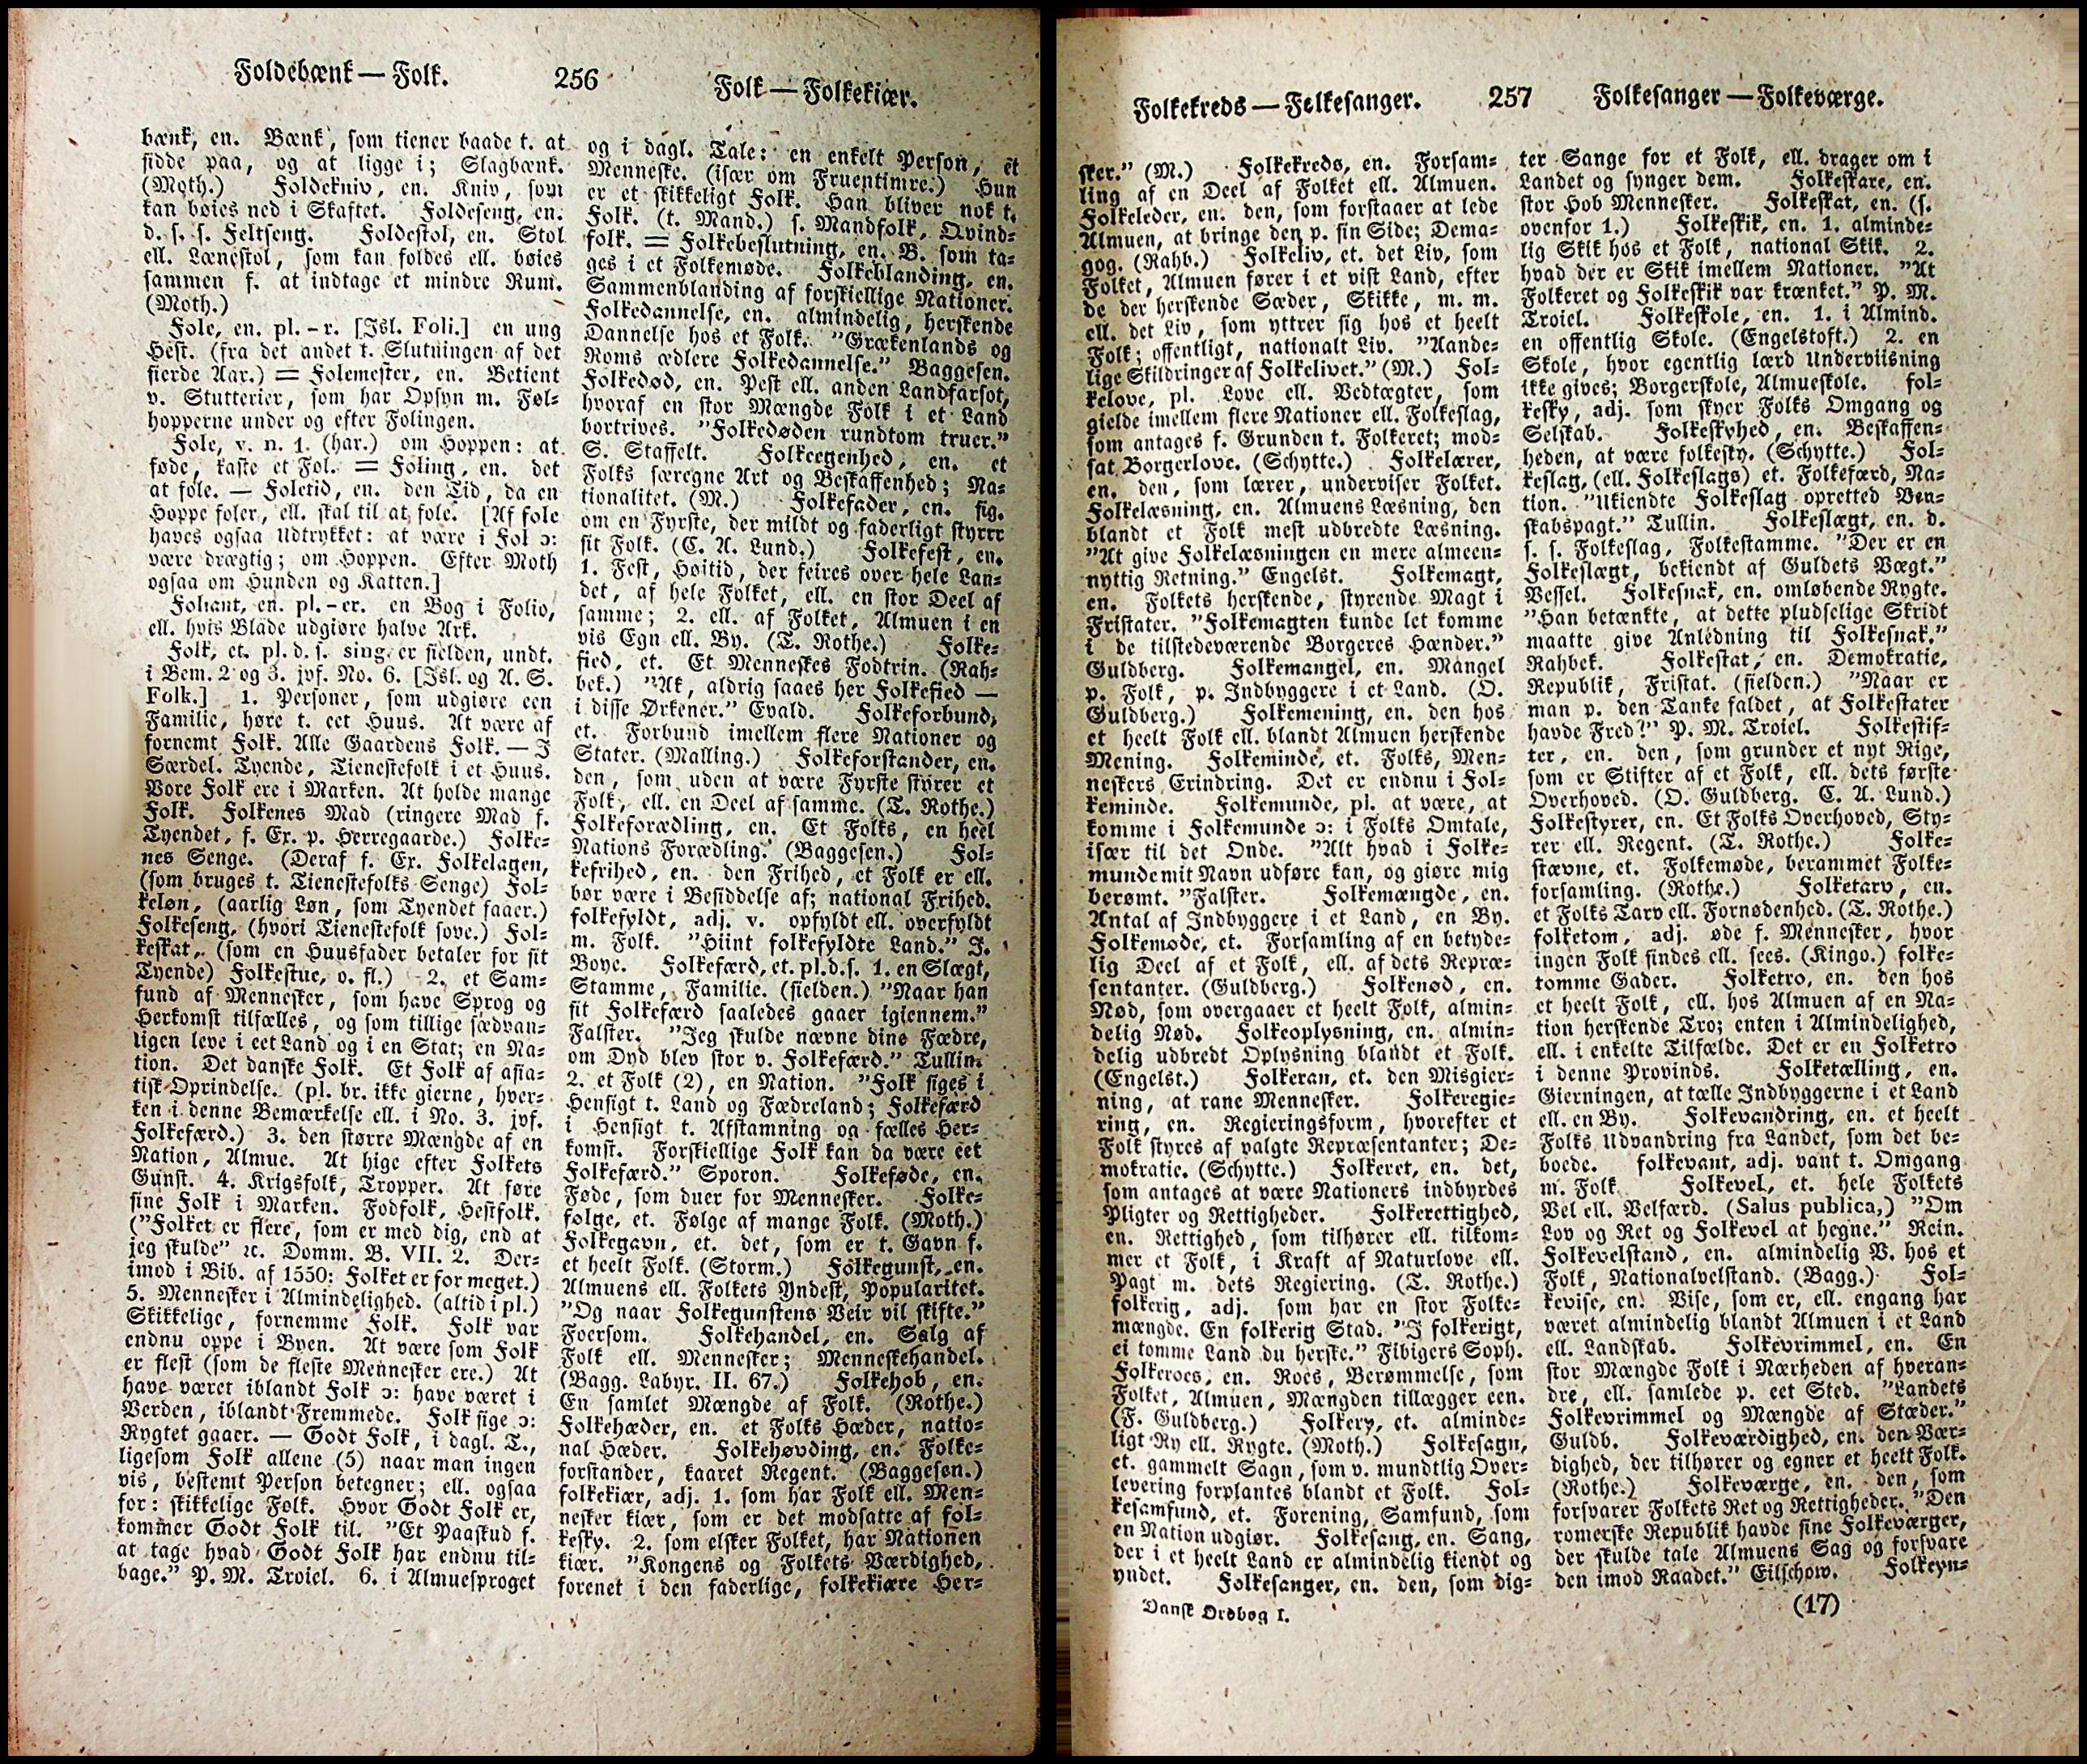 Foldebænk — Folk.
256
Folk — Folkekiær.
bænk, en. Bænk, som tiener baade t. at
sidde paa, og at ligge i; Slagbænk.
(Moth.) Foldekniv, en. Kniv, som
kan bøies ned i Skaftet. Foldeseng, en.
d. s. s. Feltseng. Foldestol, en. Stol
ell. Lænestol, som kan foldes ell. bøies
sammen f. at indtage et mindre Rum.
(Moth.)
Fole, en. pl. -r. [Isl. Foli.] en ung
Hest. (fra det andet t. Slutningen af det
fierde Aar.) = Folemester, en. Betient
v. Stutterier, som har Opsyn m. Føl-
hopperne under og efter Folingen.
Fole, v. n. 1. (har.) om Hoppen: at
føde, kaste et Føl. = Foling, en. det
at fole. — Foletid, en. den Tid, da en
Hoppe foler, ell. skal til at fole. [Af fole
haves ogsaa Udtrykket: at være i Fol ɔ:
være drægtig; om Hoppen. Efter Moth
ogsaa om Hunden og Katten.]
Foliant, en. pl. -er. en Bog i Folio,
ell. hvis Blade udgiøre halve Ark.
Folk, et. pl. d. s. sing. er sielden, undt.
i Bem. 2 og 3. jvf. No. 6. [Isl. og A. S.
Folk.] 1. Personer, som udgiøre een
Familie, høre t. eet Huus. At være af
fornemt Folk. Alle Gaardens Folk. — I
Særdel. Tyende, Tienestefolk i et Huus.
Vore Folk ere i Marken. At holde mange
Folk. Folkenes Mad (ringere Mad f.
Tyendet, f. Ex. p. Herregaarde.) Folke-
nes Senge. (Deraf f. Ex. Folkelagen,
(som bruges t. Tienestefolks Senge) Fol-
keløn, (aarlig Løn, som Tyendet faaer.)
Folkeseng, (hvori Tienestefolk sove.) Fol-
keskat, (som en Huusfader betaler for sit
Tyende) Folkestue, o. fl.) 2. et Sam-
fund af Mennesker, som have Sprog og
Herkomst tilfælles, og som tillige sædvan-
ligen leve i eet Land og i en Stat; en Na-
tion. Det danske Folk. Et Folk af asia-
tisk Oprindelse. (pl. br. ikke gierne, hver-
ken i denne Bemærkelse ell. i No. 3. jvf.
Folkefærd.) 3. den større Mængde af en
Nation, Almue. At hige efter Folkets
Gunst. 4. Krigsfolk, Tropper. At føre
sine Folk i Marken. Fodfolk, Hestfolk.
("Folket er flere, som er med dig, end at
jeg skulde" ꝛc. Domm. B. VII. 2. Der-
imod i Bib. af 1550: Folket er for meget.)
5. Mennesker i Almindelighed. (altid i pl.)
Skikkelige, fornemme Folk. Folk var
endnu oppe i Byen. At være som Folk
er flest (som de fleste Mennesker ere.) At
have været iblandt Folk ɔ: have været i
Verden, iblandt Fremmede. Folk sige ɔ:
Rygtet gaaer. — Godt Folk, i dagl. T.,
ligesom Folk allene (5) naar man ingen
vis, bestemt Person betegner; ell. ogsaa
for: skikkelige Folk. Hvor Godt Folk er,
kommer Godt Folk til. "Et Paaskud f.
at tage hvad Godt Folk har endnu til-
bage." P. M. Troiel. 6. i Almuesproget
og i dagl. Tale: en enkelt Person, et
Menneske. (især om Fruentimre.) Hun
er et skikkeligt Folk. Han bliver nok t.
Folk. (t. Mand.) s. Mandfolk, Qvind-
folk. = Folkebeslutning, en. B. som ta-
ges i et Folkemøde. Folkeblanding, en.
Sammenblanding af forskiellige Nationer.
Folkedannelse, en. almindelig, herskende
Dannelse hos et Folk. "Grækenlands og
Roms ædlere Folkedannelse." Baggesen.
Folkedød, en. Pest ell. anden Landfarsot,
hvoraf en stor Mængde Folk i et Land
bortrives. "Folkedøden rundtom truer."
S. Staffelt. Folkeegenhed, en. et
Folks særegne Art og Beskaffenhed; Na-
tionalitet. (M.) Folkefader, en. fig.
om en Fyrste, der mildt og faderligt styrer
sit Folk. (C. A. Lund.) Folkefest, en.
1. Fest, Høitid, der feires over hele Lan-
det, af hele Folket, ell. en stor Deel af
samme; 2. ell. af Folket, Almuen i en
vis Egn ell. By. (T. Rothe.) Folke-
fied, et. Et Menneskes Fodtrin. (Rah-
bek.) "Ak, aldrig saaes her Folkefied —
i disse Ørkener." Evald. Folkeforbund,
et. Forbund imellem flere Nationer og
Stater. (Malling.) Folkeforstander, en.
den, som uden at være Fyrste styrer et
Folk, ell. en Deel af samme. (T. Rothe.)
Folkeforædling, en. Et Folks, en heel
Nations Forædling. (Baggesen.) Fol-
kefrihed, en. den Frihed, et Folk er ell.
bør være i Besiddelse af; national Frihed.
folkefyldt, adj. v. opfyldt ell. overfyldt
m. Folk. "Hiint folkefyldte Land." J.
Boye. Folkefærd, et. pl. d. s. 1. en Slægt,
Stamme, Familie. (sielden.) "Naar han
sit Folkefærd saaledes gaaer igiennem."
Falster. "Jeg skulde nævne dine Fædre,
om Dyd blev stor v. Folkefærd." Tullin.
2. et Folk (2), en Nation. "Folk siges i
Hensigt t. Land og Fædreland; Folkefærd
i Hensigt t. Afstamning og fælles Her-
komst. Forskiellige Folk kan da være eet
Folkefærd." Sporon. Folkeføde, en.
Føde, som duer for Mennesker. Folke-
følge, et. Følge af mange Folk. (Moth.)
Folkegavn, et. det, som er t. Gavn f.
et heelt Folk. (Storm.) Folkegunst, en.
Almuens ell. Folkets Yndest, Popularitet.
"Og naar Folkegunstens Veir vil skifte."
Foersom. Folkehandel, en. Salg af
Folk ell. Mennesker; Menneskehandel.
(Bagg. Labyr. II. 67.) Folkehob, en.
En samlet Mængde af Folk. (Rothe.)
Folkehæder, en. et Folks Hæder, natio-
nal Hæder. Folkehøvding, en. Folke-
forstander, kaaret Regent. (Baggesen.)
folkekiær, adj. 1. som har Folk ell. Men-
nesker kiær, som er det modsatte af fol-
kesky. 2. som elsker Folket, har Nationen
kiær. "Kongens og Folkets Værdighed,
forenet i den faderlige, folkekiære Her-
Folkekreds — Folkesanger.
257
Folkesanger — Folkeværge.
sker." (M.) Folkekreds, en. Forsam-
ling af en Deel af Folket ell. Almuen.
Folkeleder, en. den, som forstaaer at lede
Almuen, at bringe den p. sin Side; Dema-
gog. (Rahb.) Folkeliv, et. det Liv, som
Folket, Almuen fører i et vist Land, efter
de der herskende Sæder, Skikke, m. m.
ell. det Liv, som yttrer sig hos et heelt
Folk; offentligt, nationalt Liv. "Aande-
lige Skildringer af Folkelivet." (M.) Fol-
kelove, pl. Love ell. Vedtægter, som
gielde imellem flere Nationer ell. Folkeslag,
som antages f. Grunden t. Folkeret; mod-
sat Borgerlove. (Schytte.) Folkelærer,
en. den, som lærer, underviser Folket.
Folkelæsning, en. Almuens Læsning, den
blandt et Folk mest udbredte Læsning.
"At give Folkelæsningen en mere almeen-
nyttig Retning." Engelst. Folkemagt,
en. Folkets herskende, styrende Magt i
Fristater. "Folkemagten kunde let komme
i de tilstedeværende Borgeres Hænder."
Guldberg. Folkemangel, en. Mangel
p. Folk, p. Indbyggere i et Land. (O.
Guldberg.) Folkemening, en. den hos
et heelt Folk ell. blandt Almuen herskende
Mening. Folkeminde, et. Folks, Men-
neskers Erindring. Det er endnu i Fol-
keminde. Folkemunde, pl. at være, at
komme i Folkemunde ɔ: i Folks Omtale,
især til det Onde. "Alt hvad i Folke-
munde mit Navn udføre kan, og giøre mig
berømt. "Falster. Folkemængde, en.
Antal af Indbyggere i et Land, en By.
Folkemøde, et. Forsamling af en betyde-
lig Deel af et Folk, ell. af dets Repræ-
sentanter. (Guldberg.) Folkenød, en.
Nød, som overgaaer et heelt Folk, almin-
delig Nød. Folkeoplysning, en. almin-
delig udbredt Oplysning blandt et Folk.
(Engelst.) Folkeran, et. den Misgier-
ning, at rane Mennesker. Folkeregie-
ring, en. Regieringsform, hvorefter et
Folk styres af valgte Repræsentanter; De-
mokratie. (Schytte.) Folkeret, en. det,
som antages at være Nationers indbyrdes
Pligter og Rettigheder. Folkerettighed,
en. Rettighed, som tilhører ell. tilkom-
mer et Folk, i Kraft af Naturlove ell.
Pagt m. dets Regiering. (T. Rothe.)
folkerig, adj. som har en stor Folke-
mængde. En folkerig Stad. "I folkerigt,
ei tomme Land du herske." Fibigers Soph.
Folkeroes, en. Roes, Berømmelse, som
Folket, Almuen, Mængden tillægger een.
(F. Guldberg.) Folkery, et. alminde-
ligt Ry ell. Rygte. (Moth.) Folkesagn,
et. gammelt Sagn, som v. mundtlig Over-
levering forplantes blandt et Folk. Fol-
kesamfund, et. Forening, Samfund, som
en Nation udgiør. Folkesang, en. Sang,
der i et heelt Land er almindelig kiendt og
yndet. Folkesanger, en. den, som dig-
Dansk Ordbog I.
ter Sange for et Folk, ell. drager om i
Landet og synger dem. Folkeskare, en.
stor Hob Mennesker. Folkeskat, en. (s.
ovenfor 1.) Folkeskik, en. 1. alminde-
lig Skik hos et Folk, national Skik. 2.
hvad der er Skik imellem Nationer. "At
Folkeret og Folkeskik var krænket." P. M.
Troiel. Folkeskole, en. 1. i Almind.
en offentlig Skole. (Engelstoft.) 2. en
Skole, hvor egentlig lærd Underviisning
ikke gives; Borgerskole, Almueskole. fol-
kesky, adj. som skyer Folks Omgang og
Selskab. Folkeskyhed, en. Beskaffen-
heden, at være folkesky. (Schytte.) Fol-
keslag, (ell. Folkeslags) et. Folkefærd, Na-
tion. "Ukiendte Folkeslag opretted Ven-
skabspagt." Tullin. Folkeslægt, en. d.
s. s. Folkeslag, Folkestamme. "Der er en
Folkeslægt, bekiendt af Guldets Vægt."
Vessel. Folkesnak, en. omløbende Rygte.
"Han betænkte, at dette pludselige Skridt
maatte give Anledning til Folkesnak."
Rahbek. Folkestat, en. Demokratie,
Republik, Fristat. (sielden.) "Naar er
man p. den Tanke faldet, at Folkestater
havde Fred?" P. M. Troiel. Folkestif-
ter, en. den, som grunder et nyt Rige,
som er Stifter af et Folk, ell. dets første
Overhoved. (O. Guldberg. C. A. Lund.)
Folkestyrer, en. Et Folks Overhoved, Sty-
rer ell. Regent. (T. Rothe.) Folke-
stævne, et. Folkemøde, berammet Folke-
forsamling. (Rothe.) Folketarv, en.
et Folks Tarv ell. Fornødenhed. (T. Rothe.)
folketom, adj. øde f. Mennesker, hvor
ingen Folk findes ell. sees. (Kingo.) folke-
tomme Gader. Folketro, en. den hos
et heelt Folk, ell. hos Almuen af en Na-
tion herskende Tro; enten i Almindelighed,
ell. i enkelte Tilfælde. Det er en Folketro
i denne Provinds. Folketælling, en.
Gierningen, at tælle Indbyggerne i et Land
ell. en By. Folkevandring, en. et heelt
Folks Udvandring fra Landet, som det be-
boede. folkevant, adj. vant t. Omgang
m. Folk. Folkevel, et. hele Folkets
Vel ell. Velfærd. (Salus publica,) "Om
Lov og Ret og Folkevel at hegne." Rein.
Folkevelstand, en. almindelig V. hos et
Folk, Nationalvelstand. (Bagg.) Fol-
kevise, en. Vise, som er, ell. engang har
været almindelig blandt Almuen i et Land
ell. Landskab. Folkevrimmel, en. En
stor Mængde Folk i Nærheden af hveran-
dre, ell. samlede p. eet Sted. "Landets
Folkevrimmel og Mængde af Stæder."
Guldb. Folkeværdighed, en. den Vær-
dighed, der tilhører og egner et heelt Folk.
(Rothe.) Folkeværge, en. den, som
forsvarer Folkets Ret og Rettigheder. "Den
romerske Republik havde sine Folkeværger,
der skulde tale Almuens Sag og forsvare
den imod Raadet." Eilschow. Folkeyn-
(17)